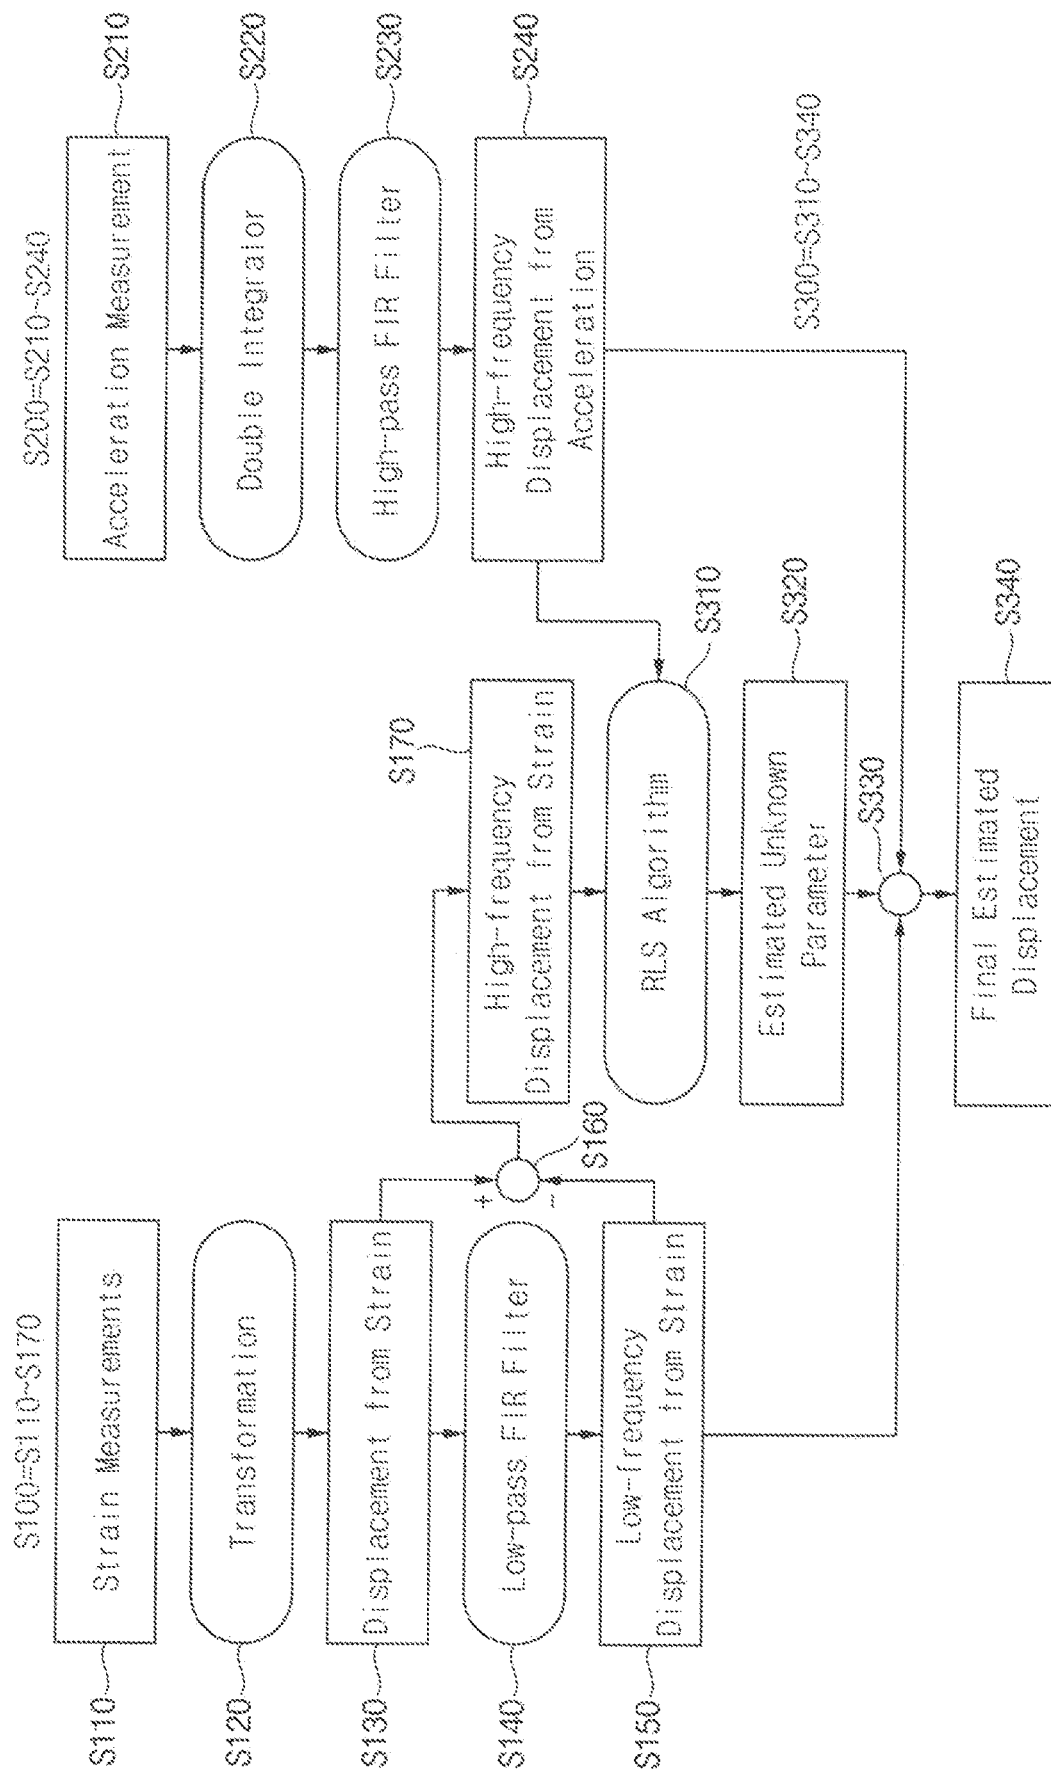 S100=S110~S170
S110
Strain Measurements
S120
Transformation
S130
Displacement from Strain
S140
Low-pass FIR Filter
S150
Low-frequency
Displacement from Strain
+
-
S160
S170
High-frequency
Displacement from Strain
RLS Algorithm
S310
Estimated Unknown
Parameter
S320
S330
Final Estimated
Displacement
S340
S200=S210~S240
Acceleration Measurement
S210
Double Integrator
S220
High-pass FIR Filter
S230
High-frequency
Displacement from
Acceleration
S240
S300=S310~S340